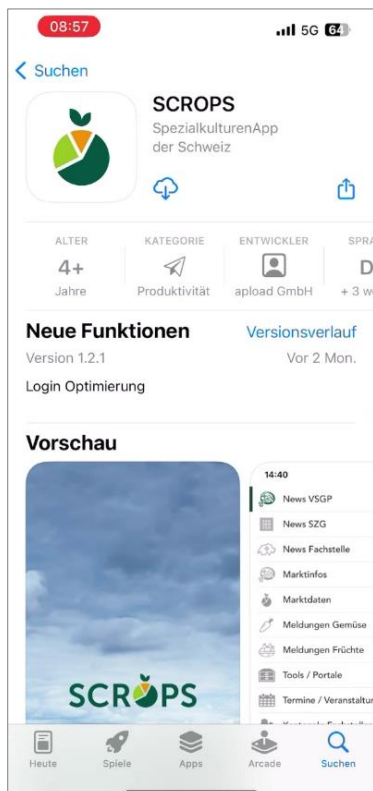 08:57
5G 64
Suchen
SCROPS
SpezialkulturenApp
der Schweiz
ALTER
KATEGORIE
ENTWICKLER
4+
Jahre
Produktivität
apload GmbH
+ 3
Neue Funktionen
Versionsverlauf
Version 1.2.1
Vor 2 Mon.
Login Optimierung
Vorschau
SCROPS
14:40
News VSGP
News SZG
News Fachstelle
Marktinfos
Marktdaten
Meldungen Gemüse
Meldungen Früchte
Tools / Portale
Termine /
Heute
Spiele
Apps
Arcade
Suchen